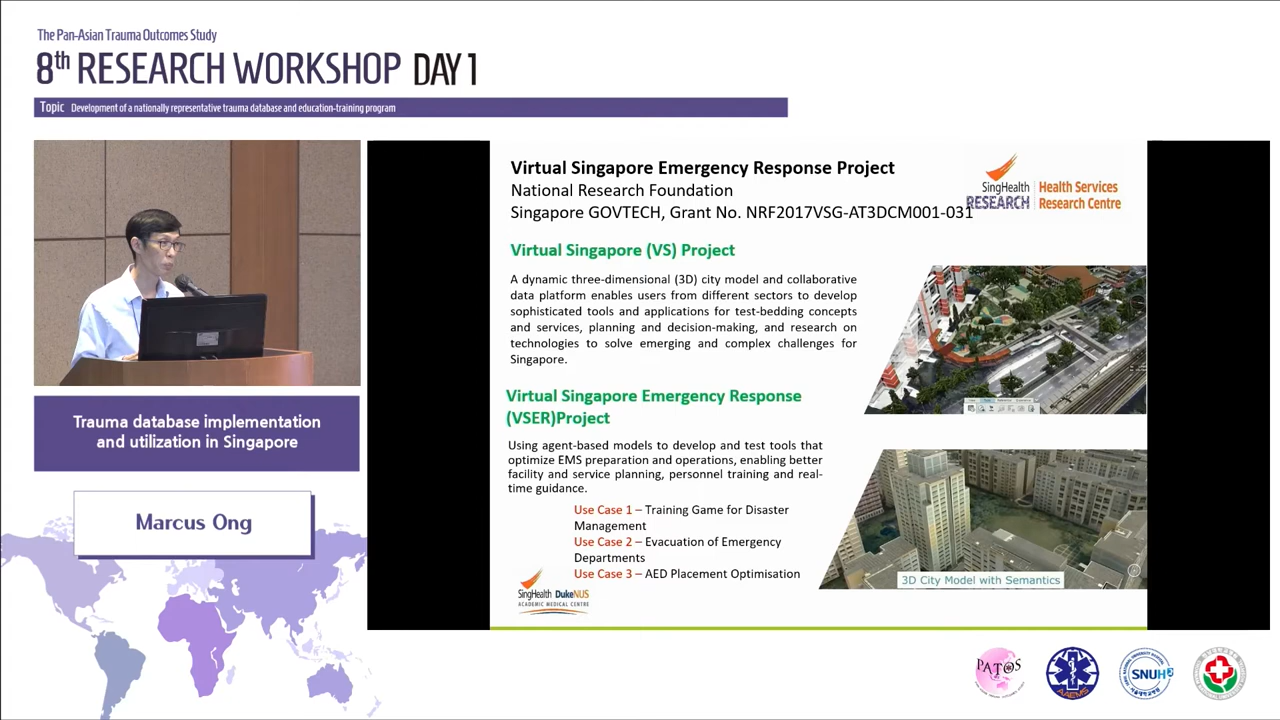 The Pan-Asian Trauma Outcomes Study
8th RESEARCH WORKSHOP DAY 1
Topic Development of a nationally representative trauma database and education-training program
Virtual Singapore Emergency Response Project
National Research Foundation
Singapore GOVTECH, Grant No. NRF2017VSG-AT3DCM001-031
SingHealth
RESEARCH
Health Services
Research Centre
Virtual Singapore (VS) Project
A dynamic three-dimensional (3D) city model and collaborative
data platform enables users from different sectors to develop
sophisticated tools and applications for test-bedding concepts
and services, planning and decision-making, and research on
technologies to solve emerging and complex challenges for
Singapore.
Virtual Singapore Emergency Response
(VSER)Project
Using agent-based models to develop and test tools that
optimize EMS preparation and operations, enabling better
facility and service planning, personnel training and real-
time guidance.
Use Case 1 – Training Game for Disaster
Management
Use Case 2 – Evacuation of Emergency
Departments
Use Case 3 – AED Placement Optimisation
3D City Model with Semantics
SingHealth DukeNUS
ACADEMIC MEDICAL CENTRE
Trauma database implementation
and utilization in Singapore
Marcus Ong
PATOS
AAEMS
SNUH